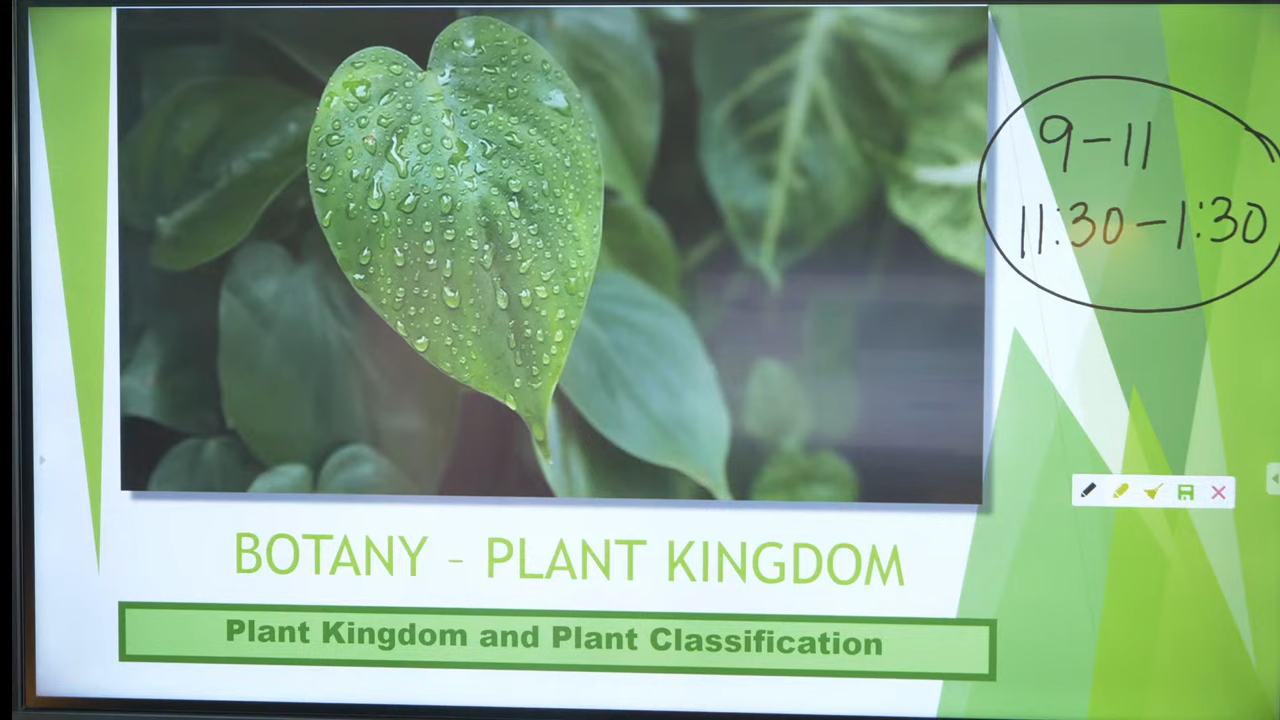 9-11
11:30-1:30
BOTANY - PLANT KINGDOM
Plant Kingdom and Plant Classification